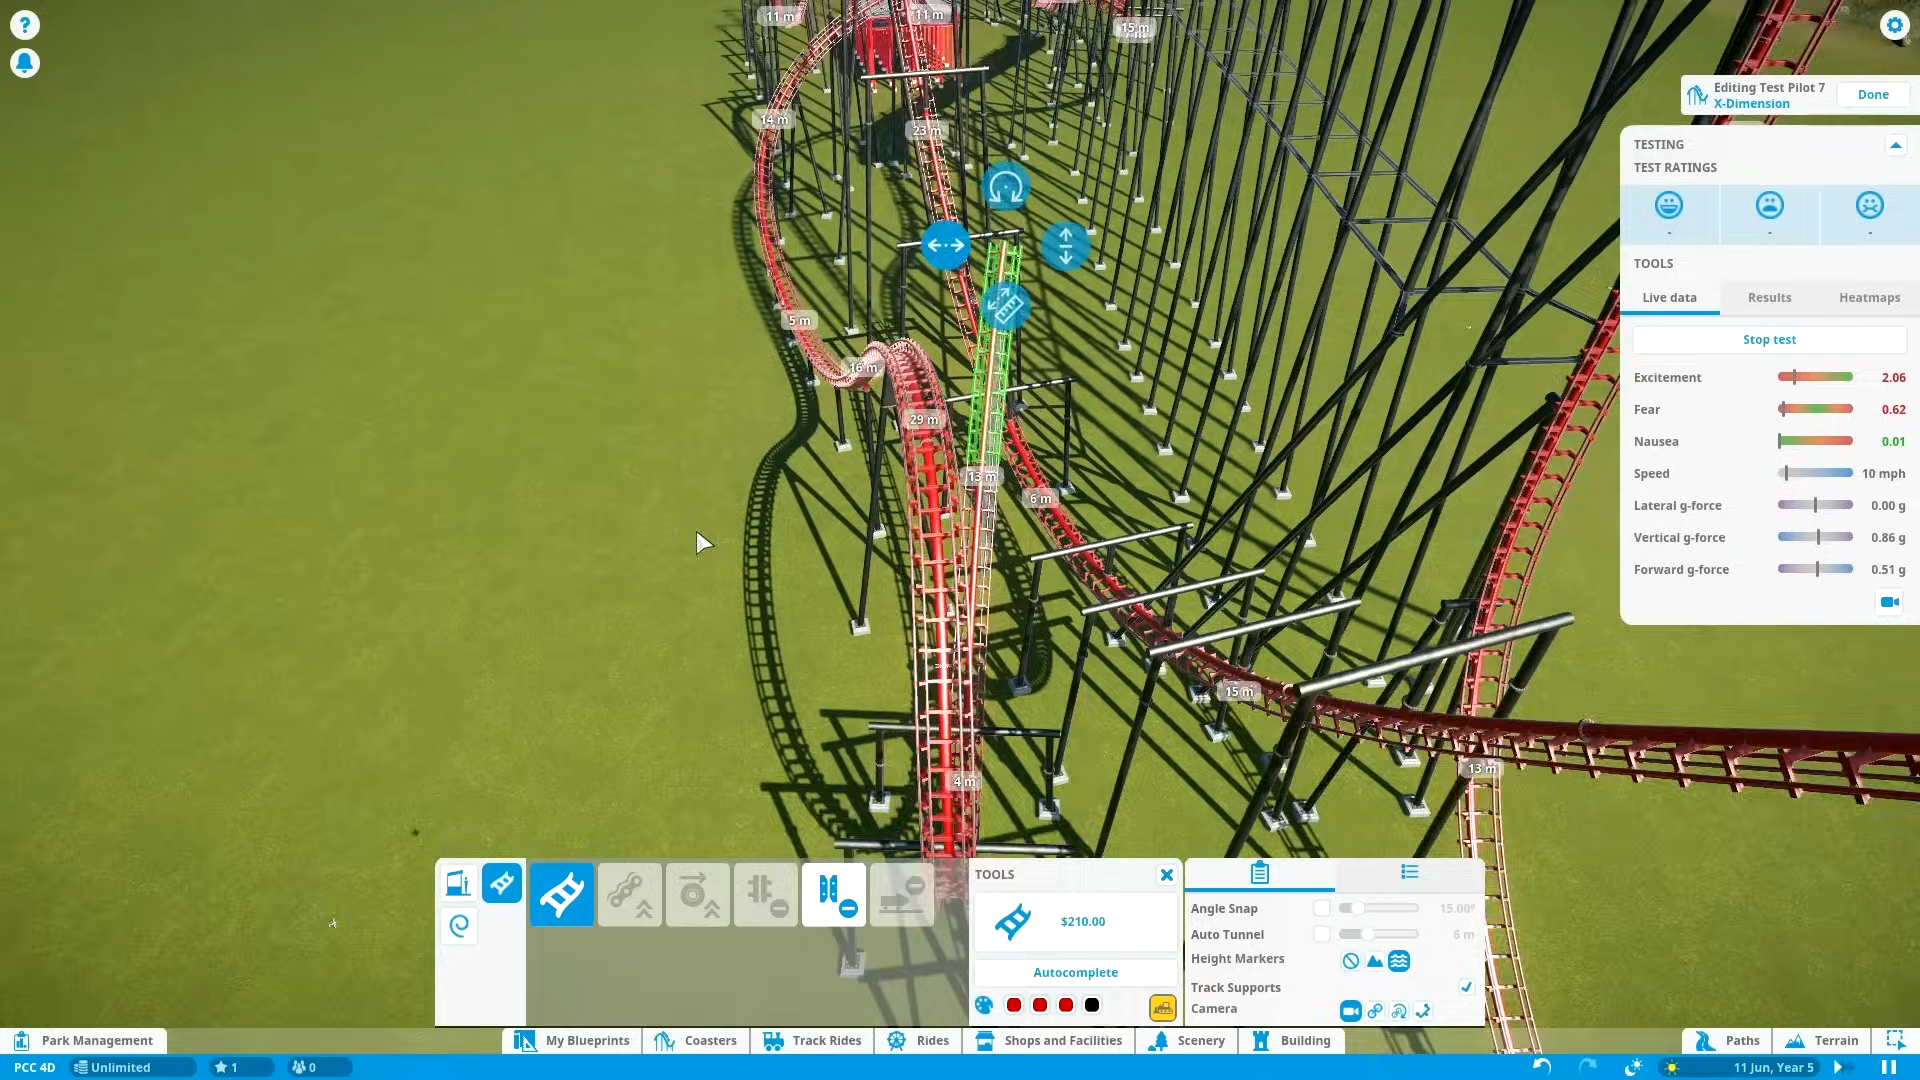 11 m
11 m
15 m
14 m
23 m
5 m
16 m
29 m
13 m
6 m
15 m
4 m
13 m
Editing Test Pilot 7
X-Dimension
Done
TESTING
TEST RATINGS
-
-
-
TOOLS
Live data
Results
Heatmaps
Stop test
Excitement 2.06
Fear 0.62
Nausea 0.01
Speed 10 mph
Lateral g-force 0.00 g
Vertical g-force 0.86 g
Forward g-force 0.51 g
TOOLS
$210.00
Autocomplete
Angle Snap 15.00°
Auto Tunnel 6 m
Height Markers
Track Supports
Camera
Park Management
My Blueprints
Coasters
Track Rides
Rides
Shops and Facilities
Scenery
Building
Paths
Terrain
PCC 4D
Unlimited
1
0
11 Jun, Year 5